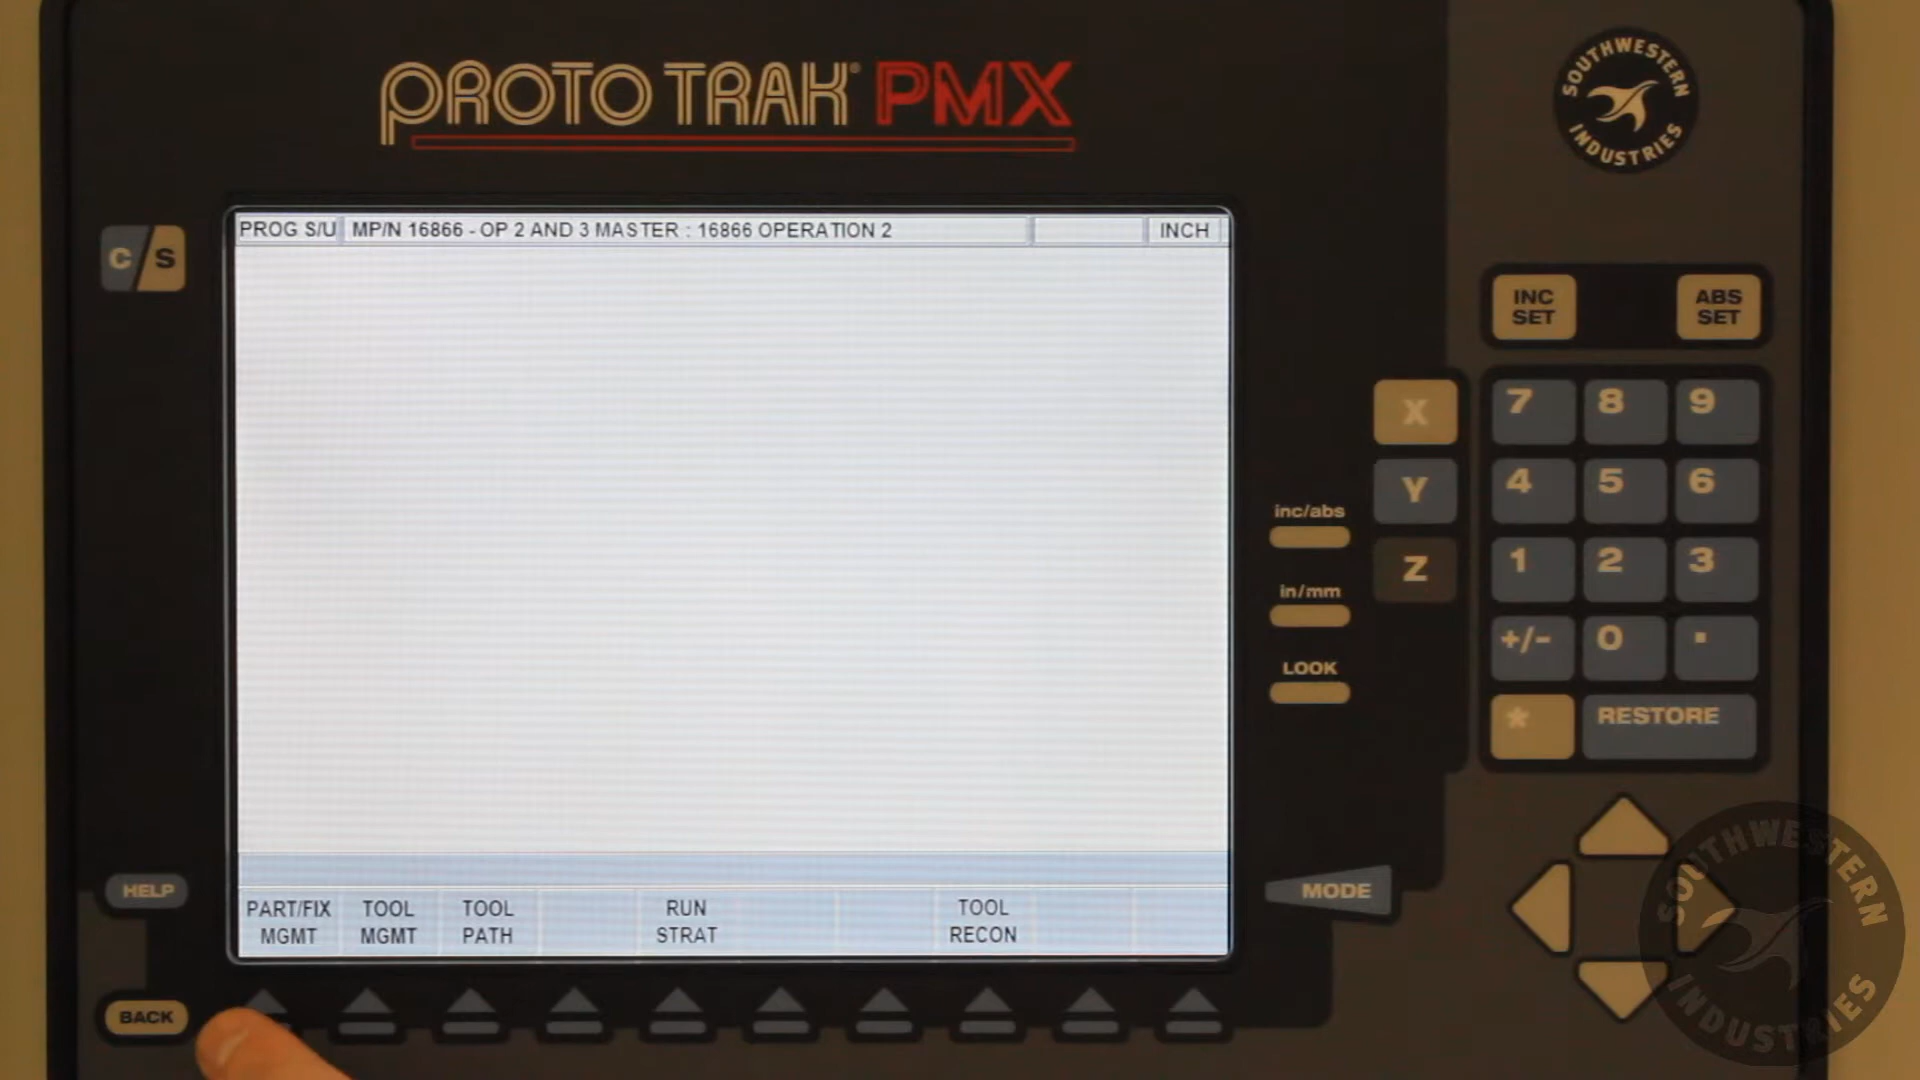 PROTO TRAK® PMX
SOUTHWESTERN
INDUSTRIES
C/S
PROG S/U MP/N 16866 - OP 2 AND 3 MASTER : 16866 OPERATION 2 INCH
INC
SET
ABS
SET
X 7 8 9
Y 4 5 6
inc/abs
Z 1 2 3
in/mm
+/- 0 .
LOOK
* RESTORE
HELP
MODE
PART/FIX
MGMT
TOOL
MGMT
TOOL
PATH
RUN
STRAT
TOOL
RECON
BACK
SOUTHWESTERN
INDUSTRIES